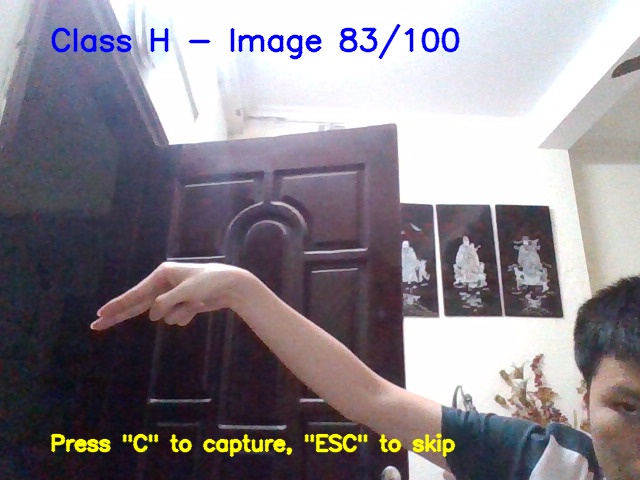 Class H - Image 83/100
Press "C" to capture, "ESC" to skip